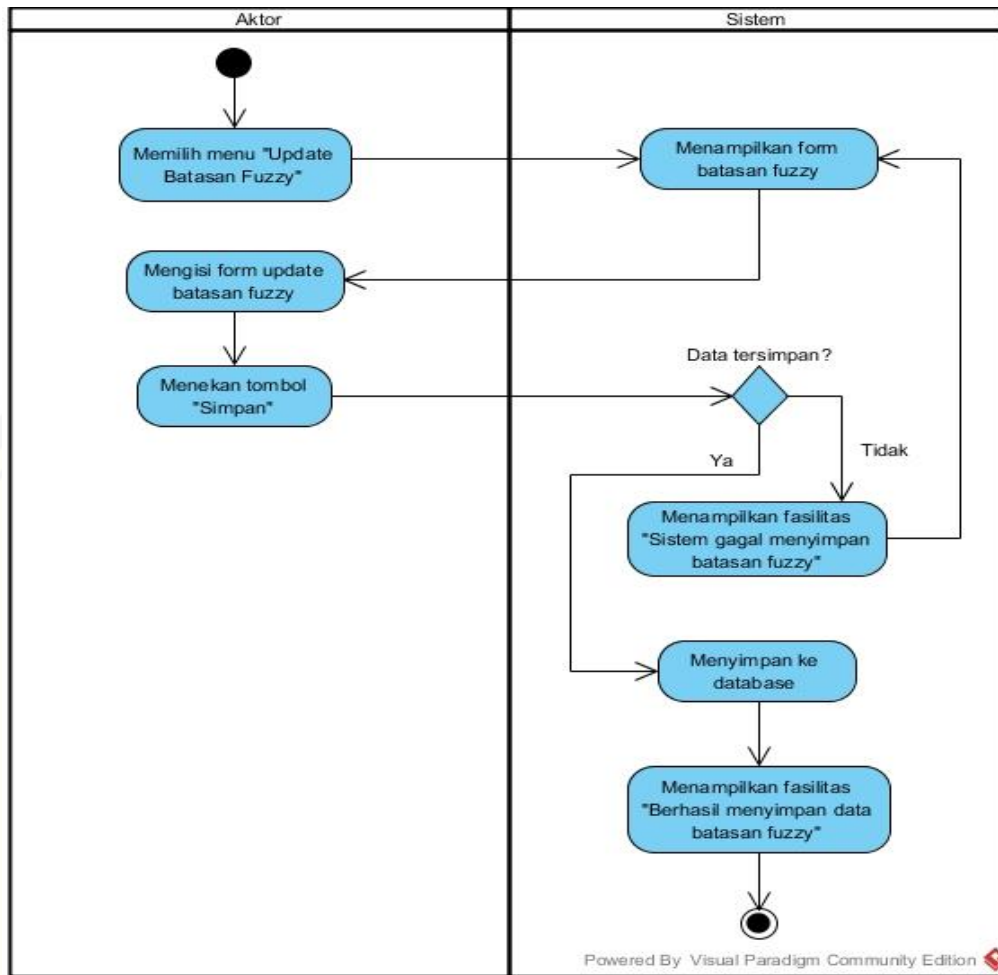 Aktor
Sistem
Memilih menu "Update
Batasan Fuzzy"
Menampilkan form
batasan fuzzy
Mengisi form update
batasan fuzzy
Menekan tombol
"Simpan"
Data tersimpan?
Ya
Tidak
Menampilkan fasilitas
"Sistem gagal menyimpan
batasan fuzzy"
Menyimpan ke
database
Menampilkan fasilitas
"Berhasil menyimpan data
batasan fuzzy"
Powered By Visual Paradigm Community Edition